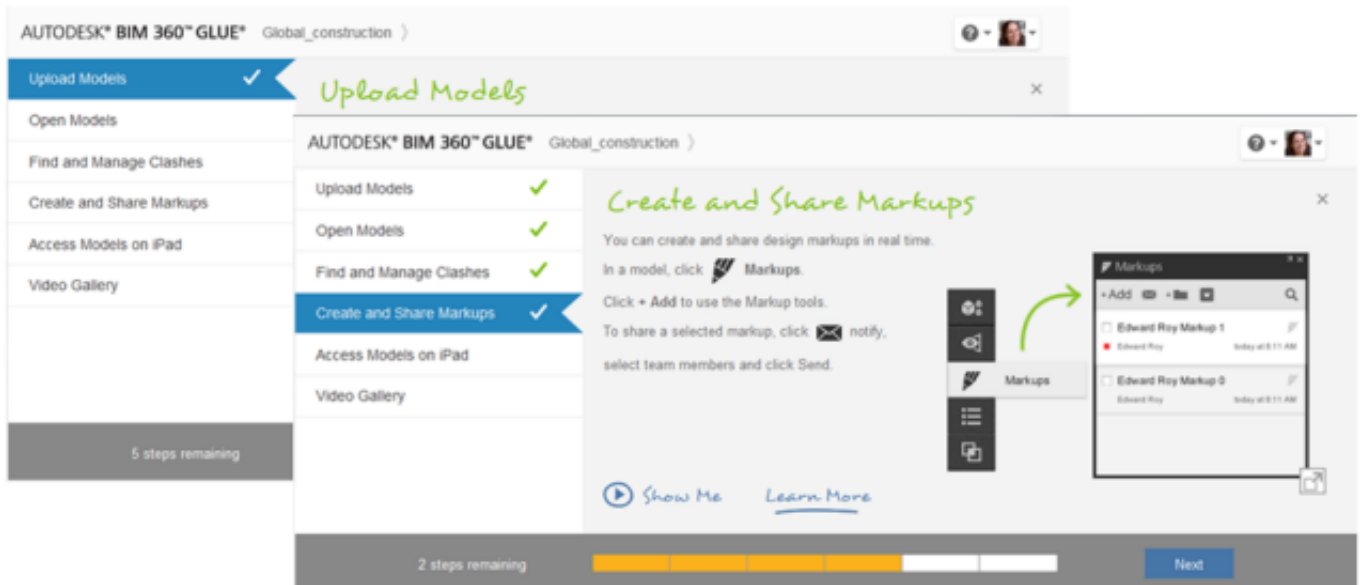 AUTODESK® BIM 360™ GLUE® Global_construction
Upload Models
Open Models
Find and Manage Clashes
Create and Share Markups
Access Models on iPad
Video Gallery
5 steps remaining
Upload Models
AUTODESK® BIM 360™ GLUE® Global_construction
Upload Models
Open Models
Find and Manage Clashes
Create and Share Markups
Access Models on iPad
Video Gallery
Create and Share Markups
You can create and share design markups in real time.
In a model, click Markups.
Click + Add to use the Markup tools.
To share a selected markup, click notify,
select team members and click Send.
Markups
Markups
+Add
Edward Roy Markup 1
Edward Roy today at 8:11 AM
Edward Roy Markup 0
Edward Roy today at 8:11 AM
Show Me Learn More
2 steps remaining
Next